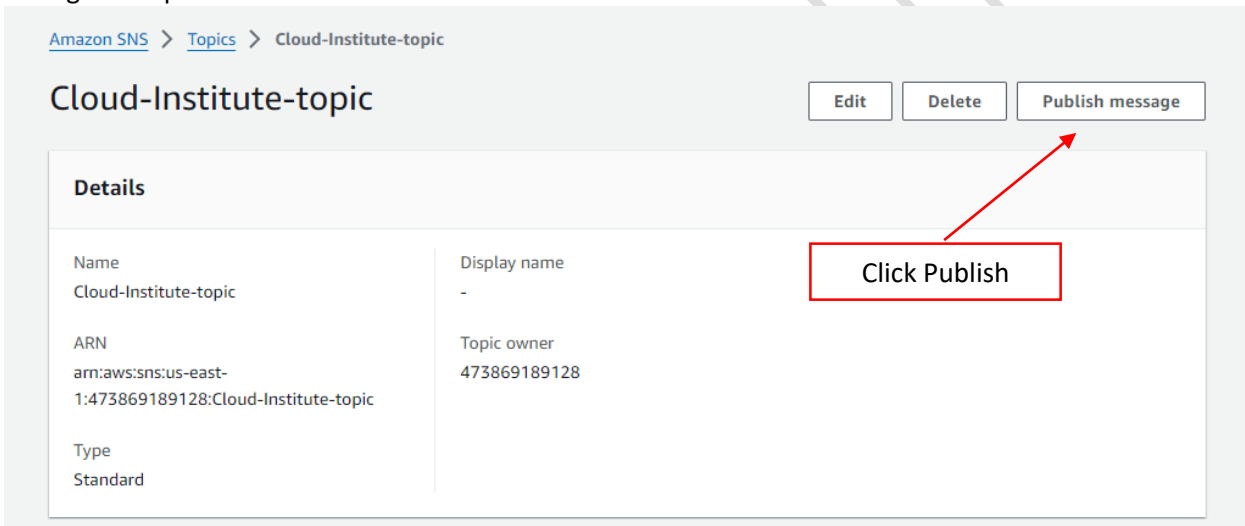 Amazon SNS > Topics > Cloud-Institute-topic
Cloud-Institute-topic
Edit
Delete
Publish message
Details
Name
Cloud-Institute-topic
Display name
-
Click Publish
ARN
arn:aws:sns:us-east-
1:473869189128:Cloud-Institute-topic
Topic owner
473869189128
Type
Standard